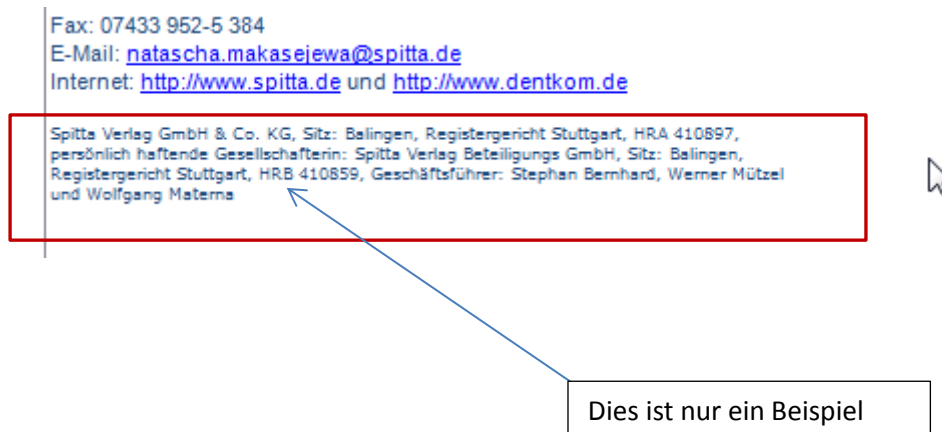 Fax: 07433 952-5 384
E-Mail: natascha.makasejewa@spitta.de
Internet: http://www.spitta.de und http://www.dentkom.de
Spitta Verlag GmbH & Co. KG, Sitz: Balingen, Registergericht Stuttgart, HRA 410897,
persönlich haftende Gesellschafterin: Spitta Verlag Beteiligungs GmbH, Sitz: Balingen,
Registergericht Stuttgart, HRB 410859, Geschäftsführer: Stephan Bernhard, Werner Mützel
und Wolfgang Materna
Dies ist nur ein Beispiel